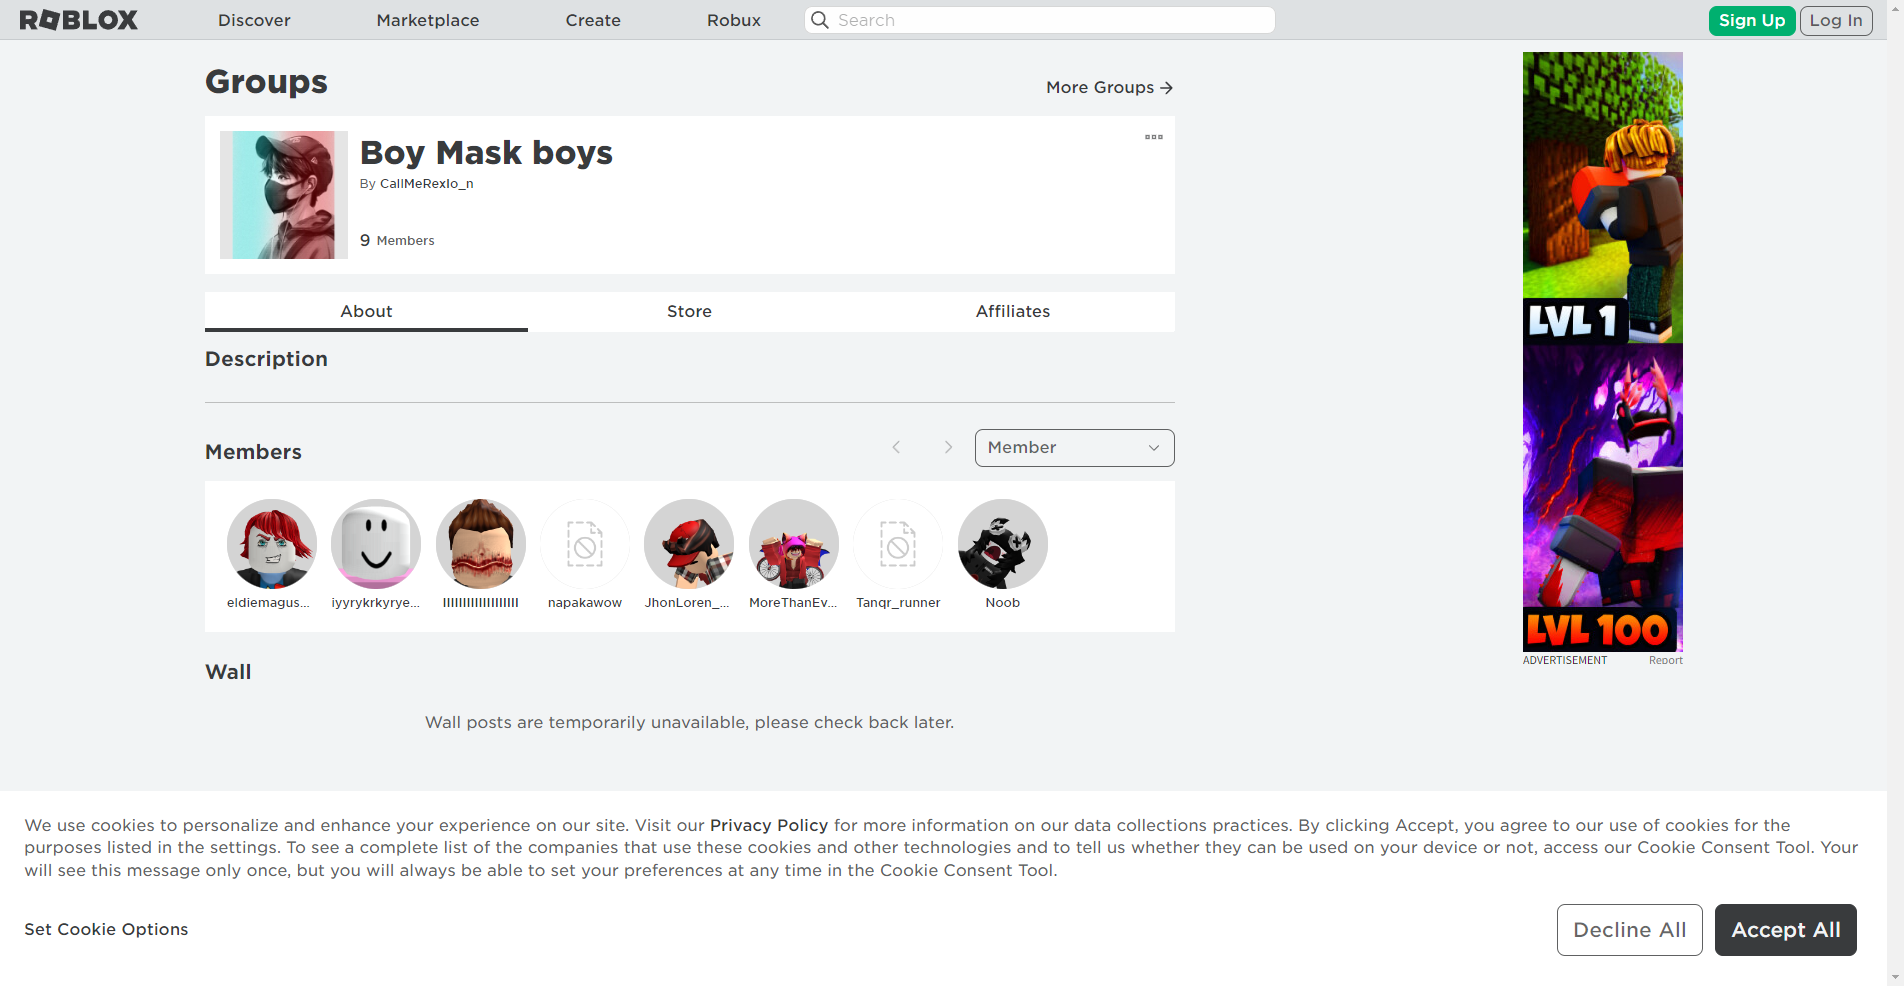 ROBLOX Discover Marketplace Create Robux Search Sign Up Log In
Groups
More Groups
Boy Mask boys
By CallMeRexlo_n
9 Members
About Store Affiliates
Description
Members
Member
eldiemagus... iyyrykrkyrye... napakawow JhonLoren_... MoreThanEv... Tanqr_runner Noob
Wall
Wall posts are temporarily unavailable, please check back later.
LVL 1
LVL 100
ADVERTISEMENT Report
We use cookies to personalize and enhance your experience on our site. Visit our Privacy Policy for more information on our data collections practices. By clicking Accept, you agree to our use of cookies for the
purposes listed in the settings. To see a complete list of the companies that use these cookies and other technologies and to tell us whether they can be used on your device or not, access our Cookie Consent Tool. Your
will see this message only once, but you will always be able to set your preferences at any time in the Cookie Consent Tool.
Set Cookie Options
Decline All Accept All